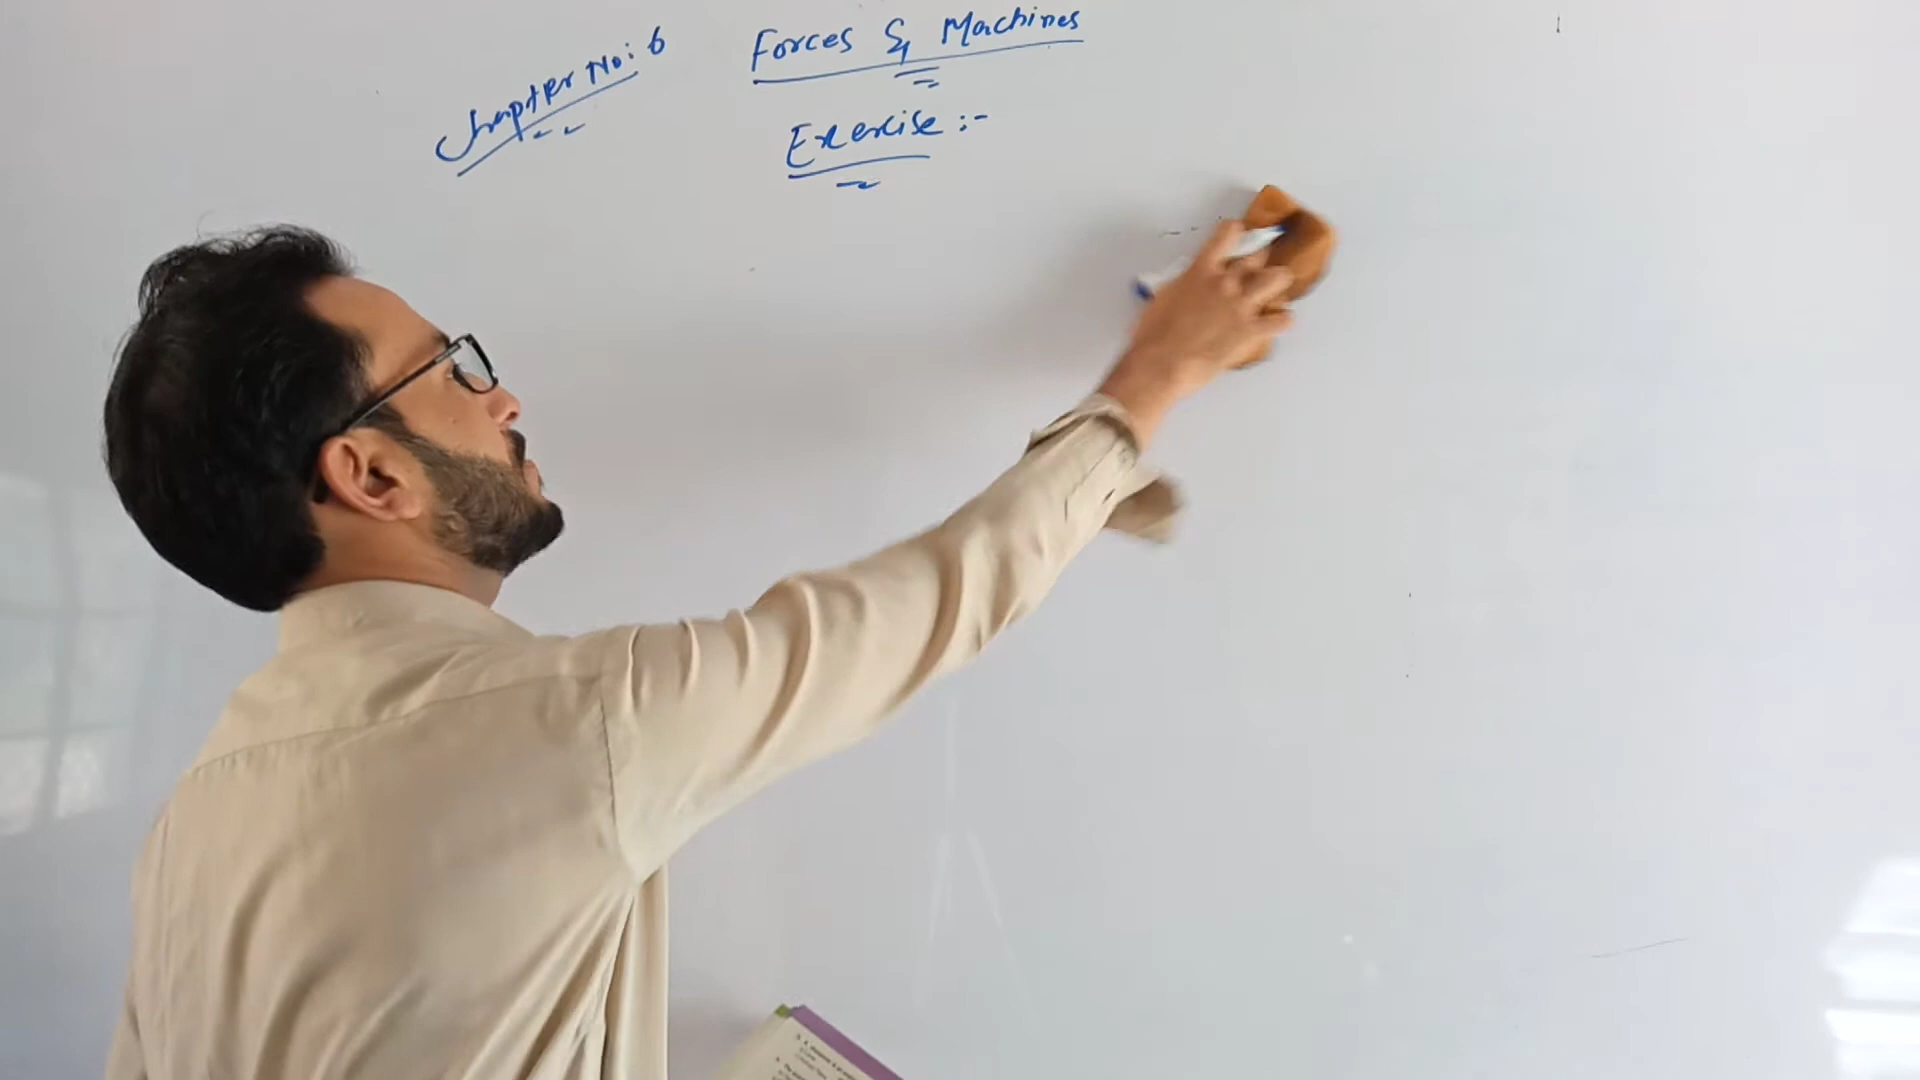 Chapter No: 6
Forces & Machines
Exercise :-